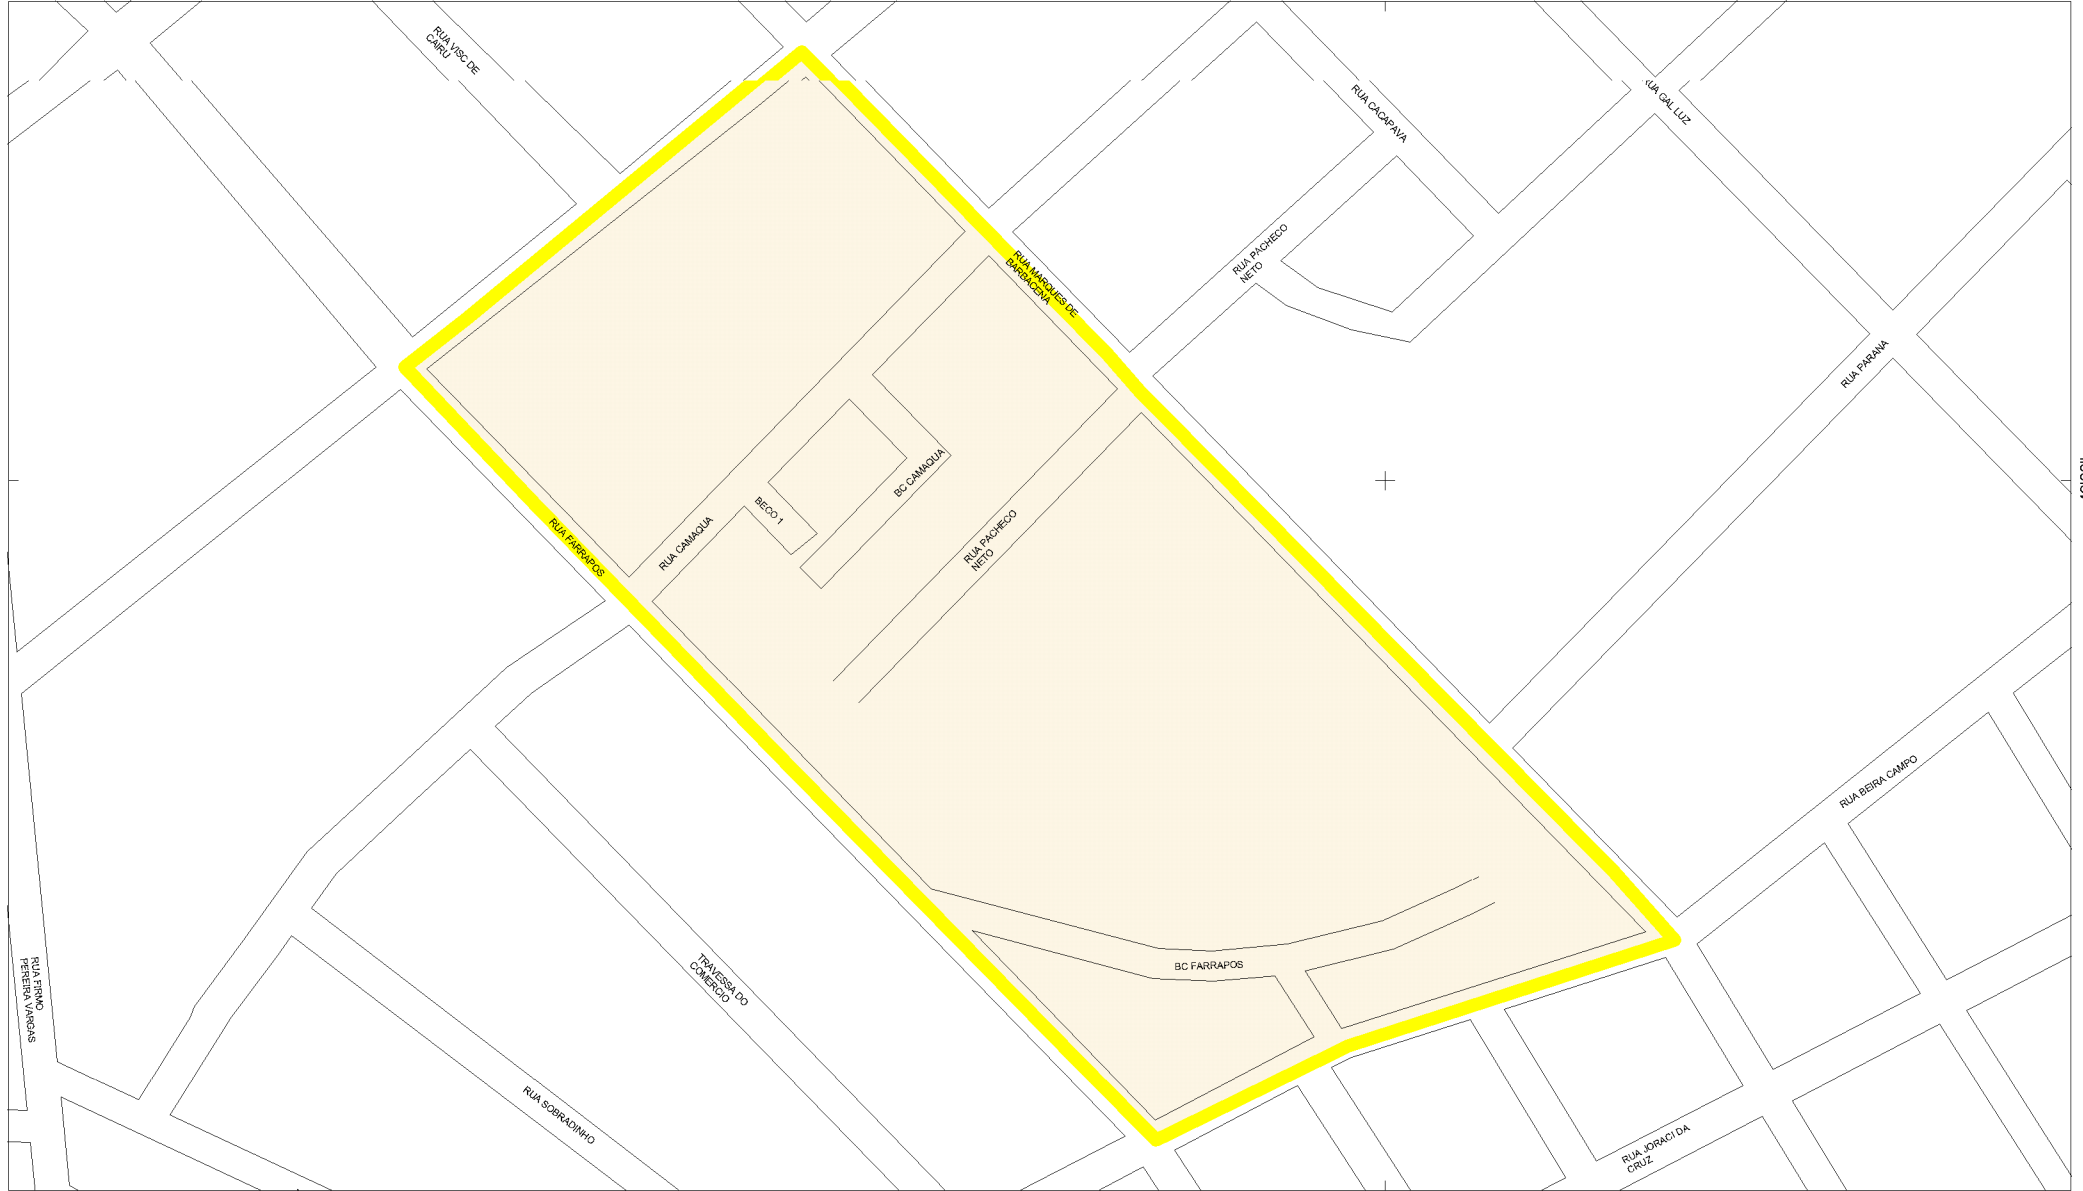 RUA VISC DE
CAIRU
RUA CACAPAVA
RUA GAL LUZ
RUA PACHECO
NETO
RUA MARQUES DE
BARBACENA
RUA PARANA
BC CAMAQUA
BECO 1
RUA CAMAQUA
RUA PACHECO
NETO
RUA FARRAPOS
RUA BEIRA CAMPO
BC FARRAPOS
TRAVESSA DO
COMERCIO
RUA FIRMO
PEREIRA VARGAS
RUA SOBRADINHO
RUA JORACI DA
CRUZ